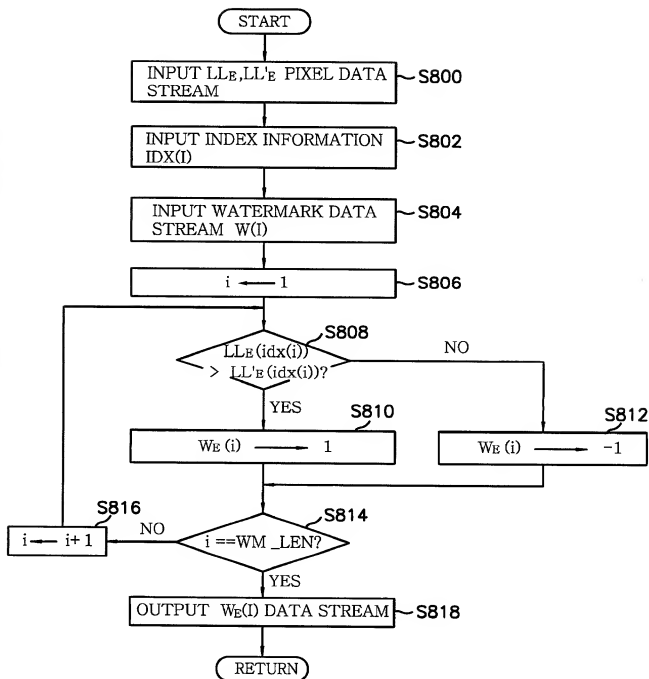 START
INPUT LLE,LL'E PIXEL DATA
STREAM
S800
INPUT INDEX INFORMATION
IDX(I)
S802
INPUT WATERMARK DATA
STREAM W(I)
S804
i ← 1
S806
S808
LLE(idx(i))
> LL'E(idx(i))?
NO
YES
S810
WE(i) → 1
S812
WE(i) → -1
S814
i ==WM_LEN?
NO
S816
i ← i+1
YES
OUTPUT WE(I) DATA STREAM
S818
RETURN